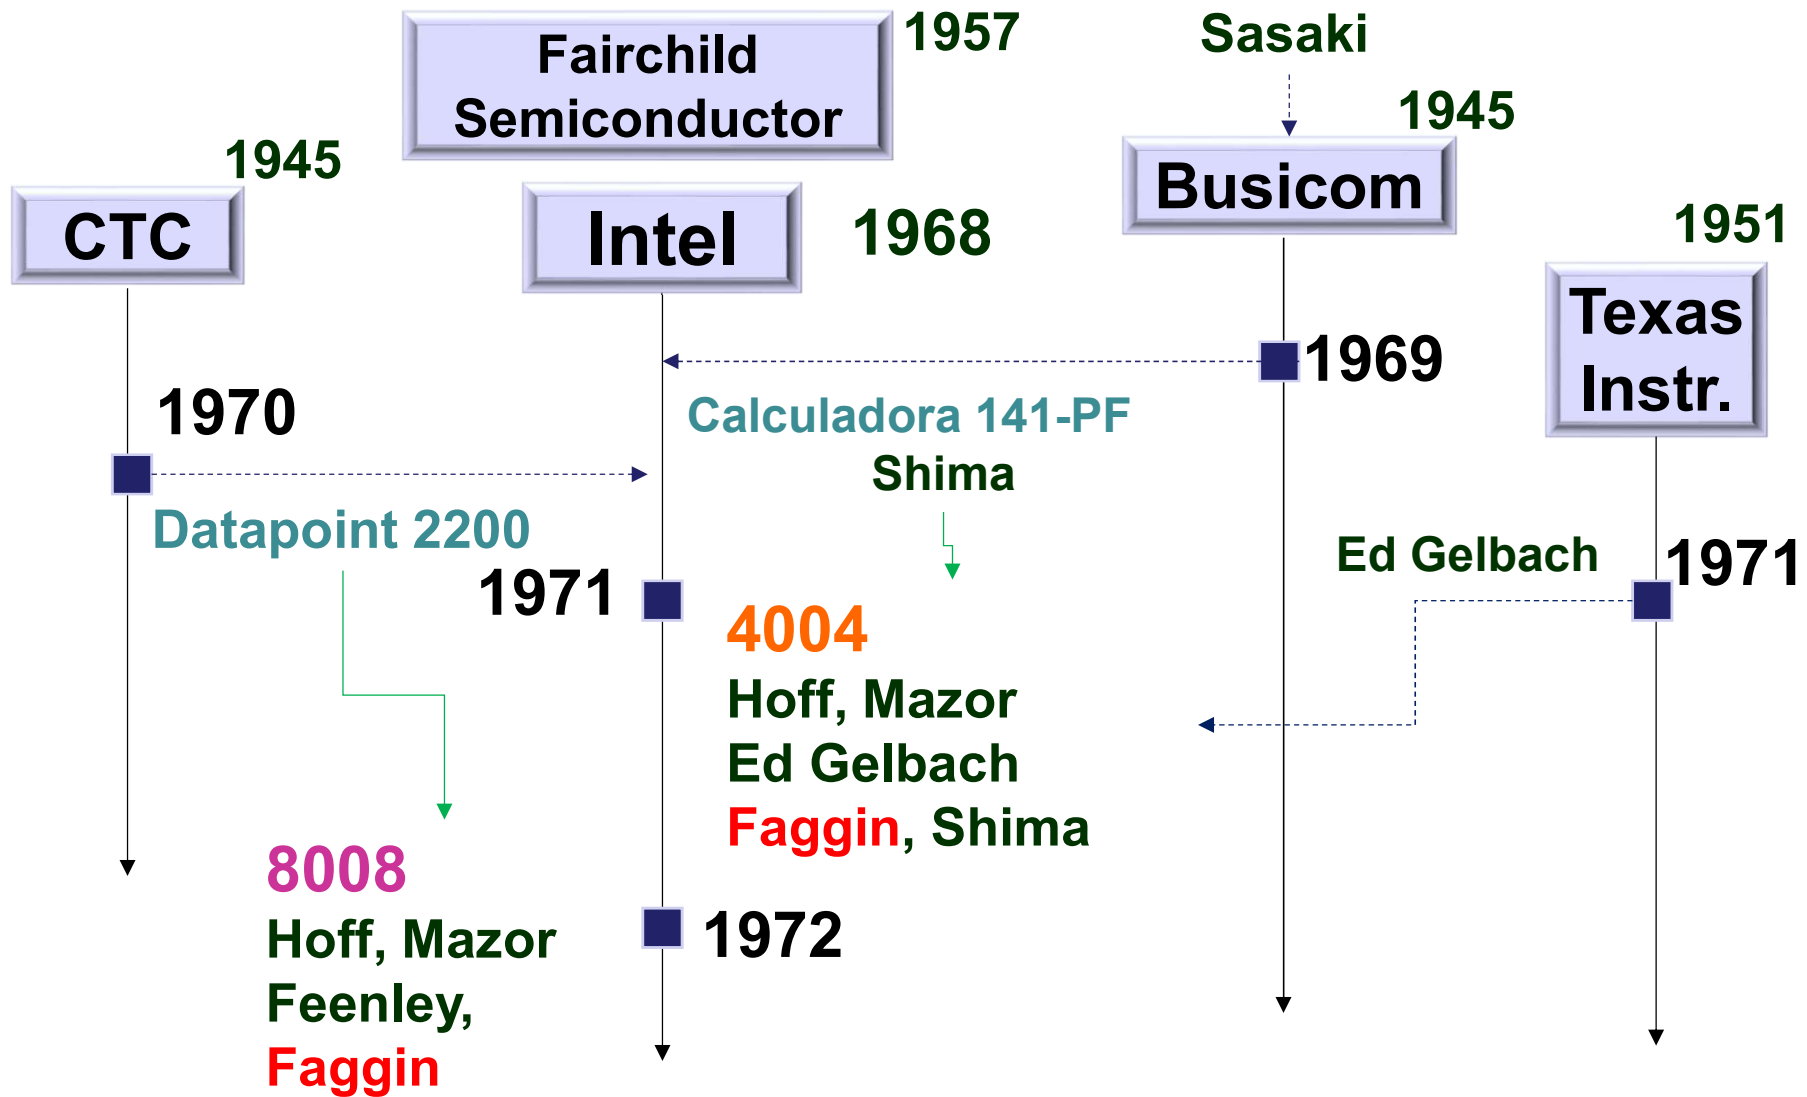 Fairchild
Semiconductor
1957
Sasaki
1945
Busicom
1945
CTC
Intel
1968
1951
Texas
Instr.
1969
1970
Calculadora 141-PF
Shima
Datapoint 2200
Ed Gelbach
1971
1971
4004
Hoff, Mazor
Ed Gelbach
Faggin, Shima
8008
Hoff, Mazor
Feenley,
Faggin
1972